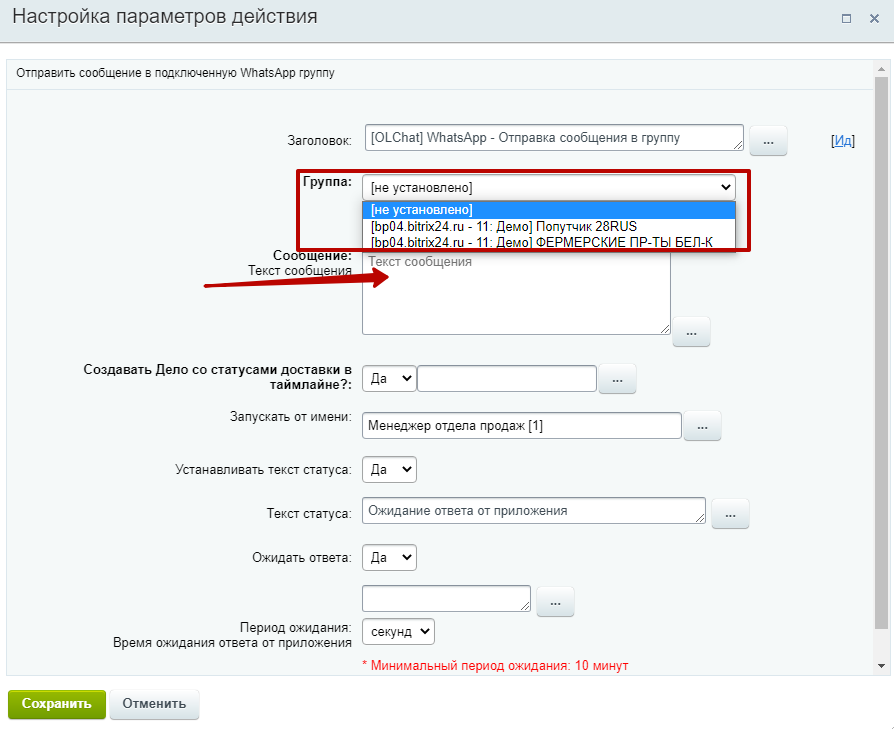 Настройка параметров действия
Отправить сообщение в подключенную WhatsApp группу
Заголовок: [OLChat] WhatsApp - Отправка сообщения в группу ... [Ид]
Группа: [не установлено]
[не установлено]
[bp04.bitrix24.ru - 11: Демо] Попутчик 28RUS
[bp04.bitrix24.ru - 11: Демо] ФЕРМЕРСКИЕ ПР-ТЫ БЕЛ-К
Сообщение:
Текст сообщения
Текст сообщения
...
Создавать Дело со статусами доставки в
таймлайне?: Да ...
Запускать от имени: Менеджер отдела продаж [1] ...
Устанавливать текст статуса: Да
Текст статуса: Ожидание ответа от приложения ...
Ожидать ответа: Да
...
Период ожидания: секунд
Время ожидания ответа от приложения
* Минимальный период ожидания: 10 минут
Сохранить Отменить